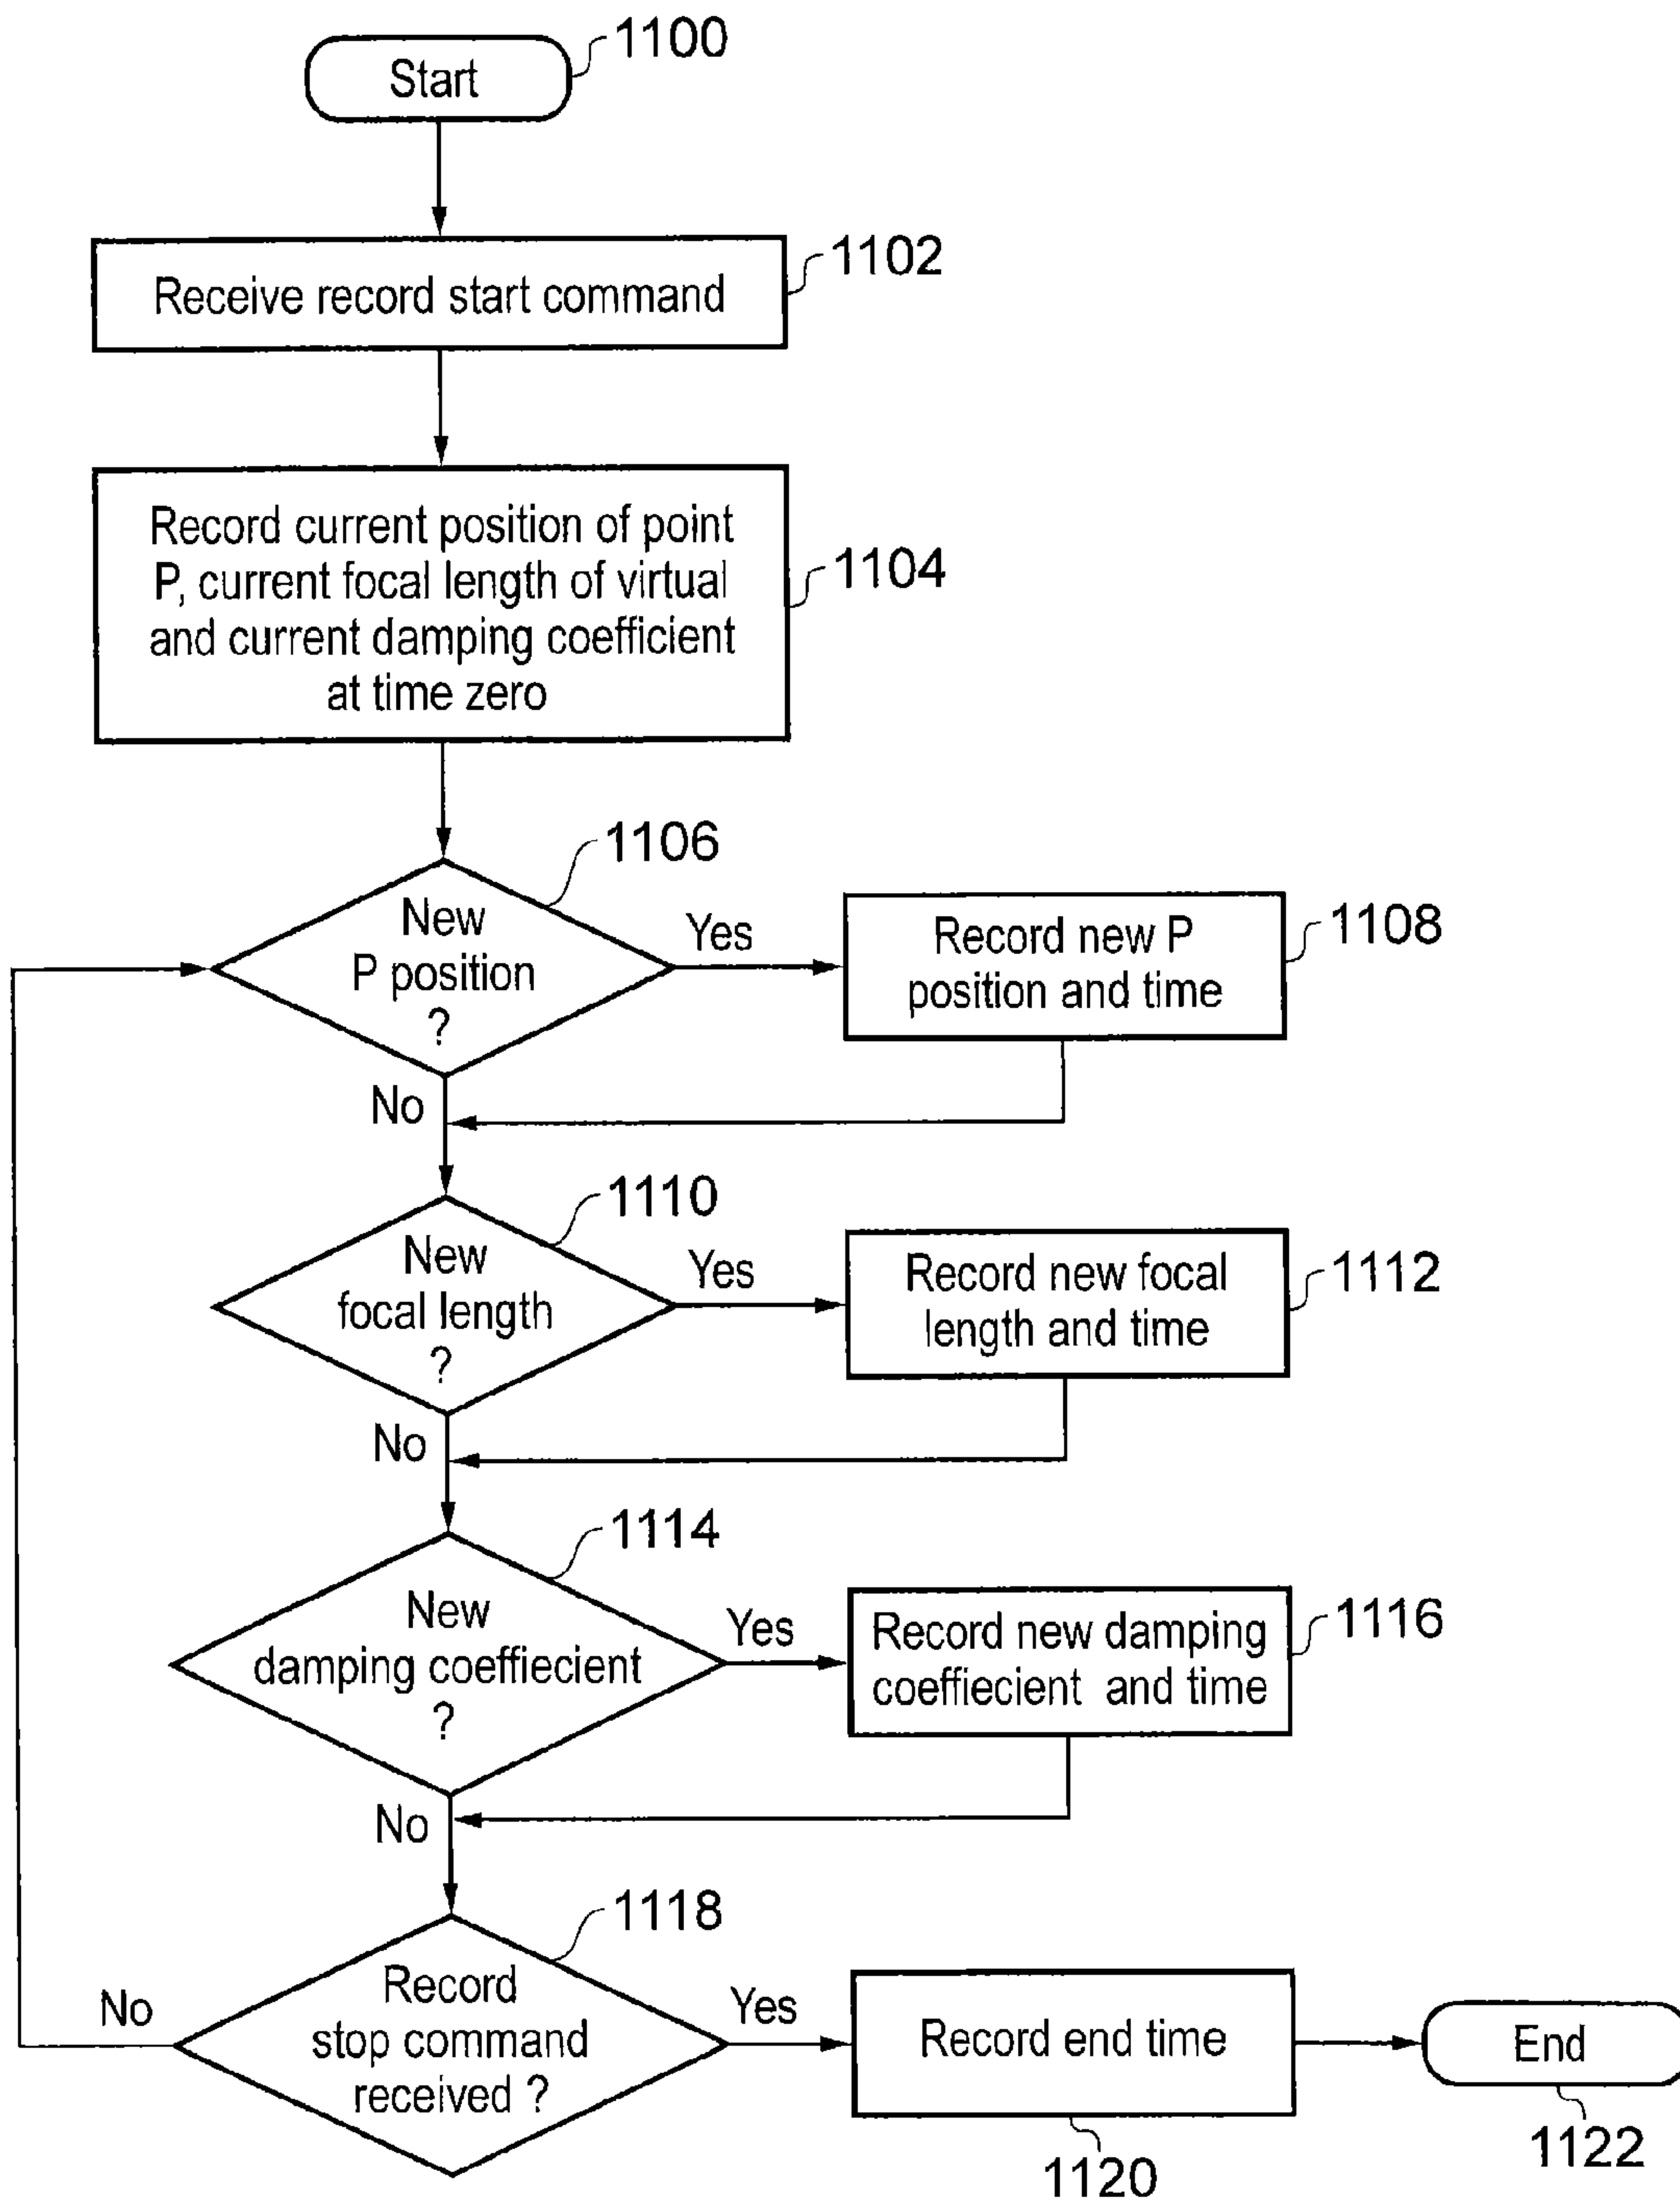 1100
Start
1102
Receive record start command
Record current position of point
P, current focal length of virtual
and current damping coefficient
at time zero
1104
1106
New
P position
?
Yes
Record new P
position and time
1108
No
1110
New
focal length
?
Yes
Record new focal
length and time
1112
No
1114
New
damping coeffiecient
?
Yes
Record new damping
coeffiecient and time
1116
No
1118
Record
stop command
received ?
No
Yes
Record end time
End
1120
1122